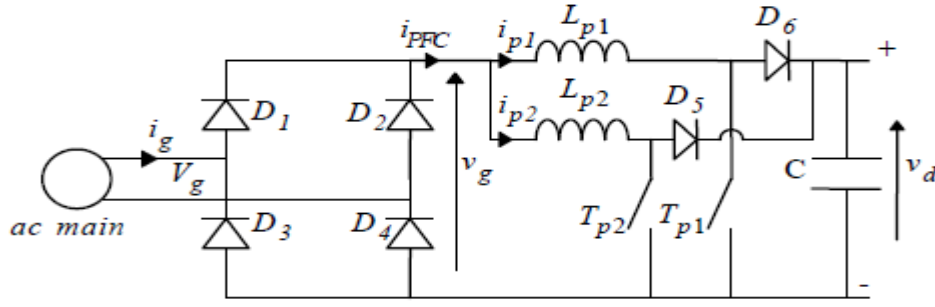 i_PFC
i_p1
L_p1
D_6
+
i_p2
L_p2
D_5
D_1
D_2
i_g
V_g
v_g
C
v_d
ac main
D_3
D_4
T_p2
T_p1
-